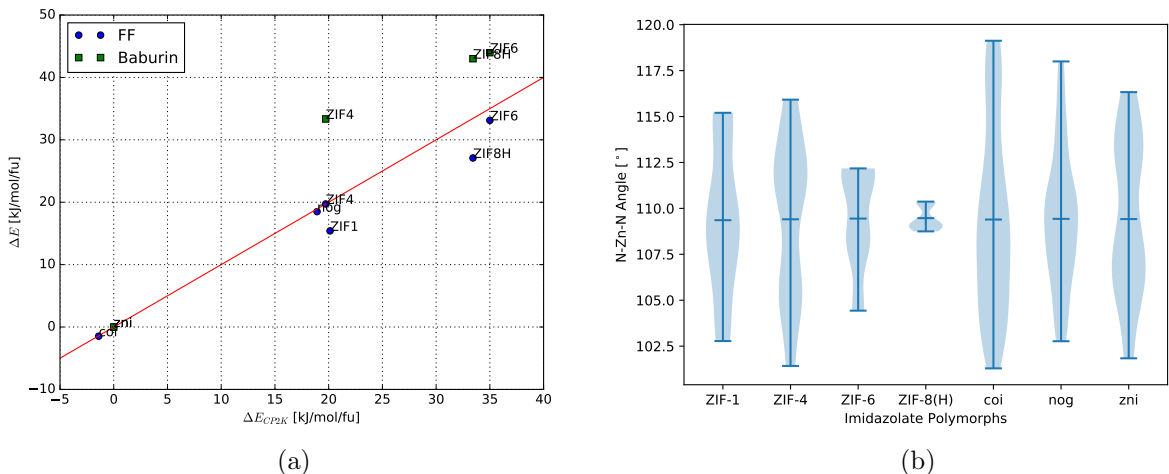 FF
Baburin
50
40
30
20
10
0
−10
ΔE [kJ/mol/fu]
ZIF6
ZIF8H
ZIF4
ZIF6
ZIF8H
ZIF4
nog
ZIF1
zni
coi
−5 0 5 10 15 20 25 30 35 40
ΔE_CP2K [kJ/mol/fu]
(a)
120.0
117.5
115.0
112.5
110.0
107.5
105.0
102.5
N-Zn-N Angle [°]
ZIF-1 ZIF-4 ZIF-6 ZIF-8(H) coi nog zni
Imidazolate Polymorphs
(b)